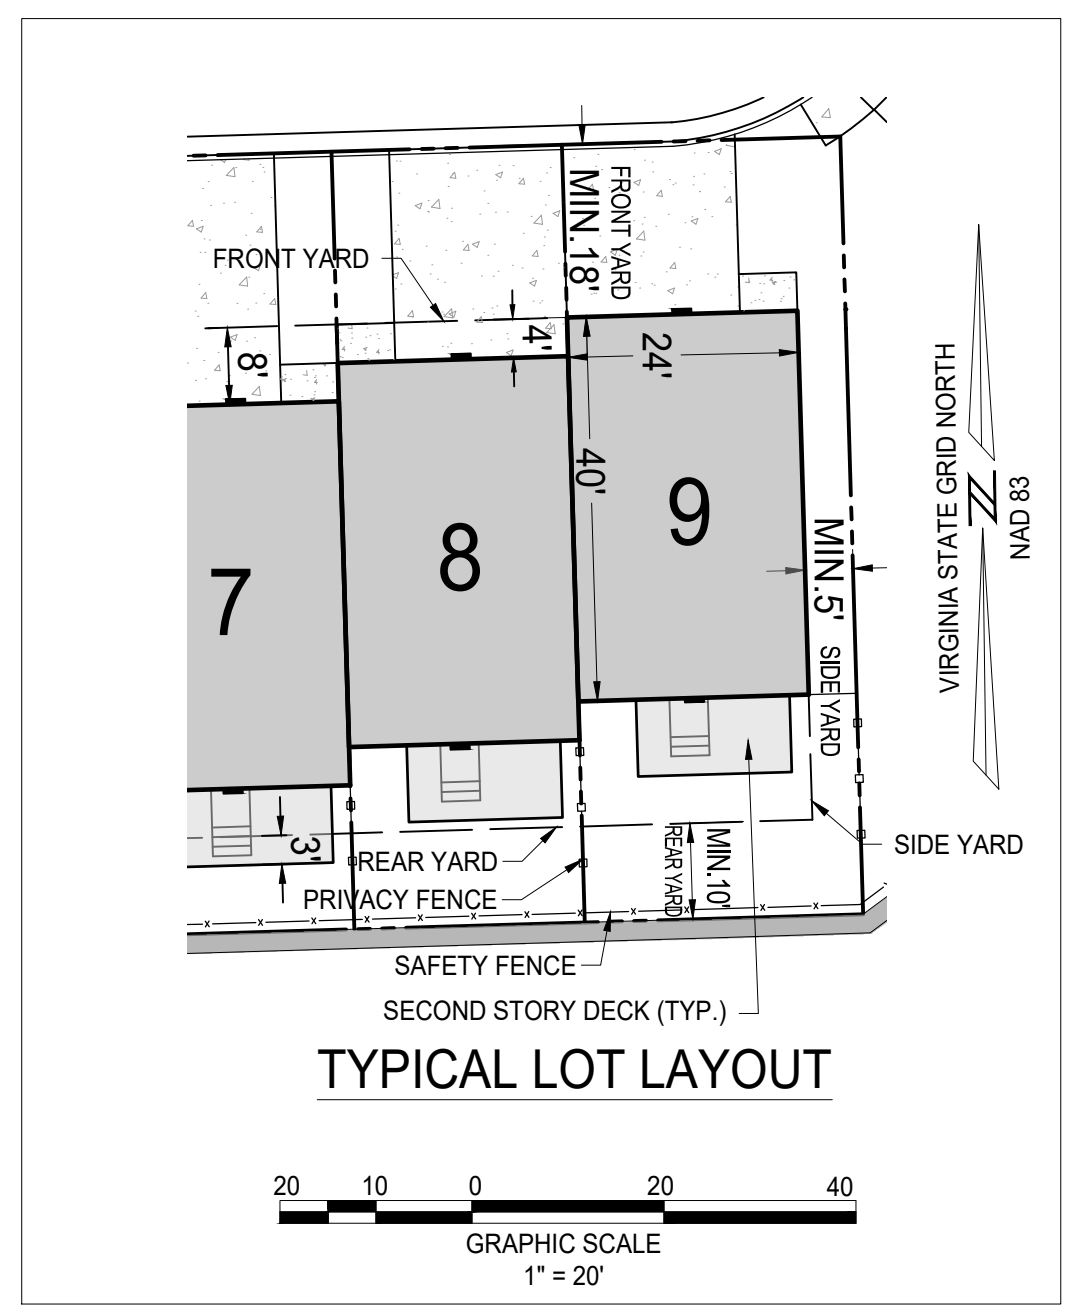 FRONT YARD
MIN. 18'
FRONT YARD
4'
8'
24'
40'
9
8
7
MIN.5'
SIDE YARD
VIRGINIA STATE GRID NORTH
NAD 83
N
3'
REAR YARD
PRIVACY FENCE
MIN.10'
REAR YARD
SIDE YARD
x x x x x x x x x x x x
SAFETY FENCE
SECOND STORY DECK (TYP.)
TYPICAL LOT LAYOUT
20 10 0 20 40
GRAPHIC SCALE
1" = 20'